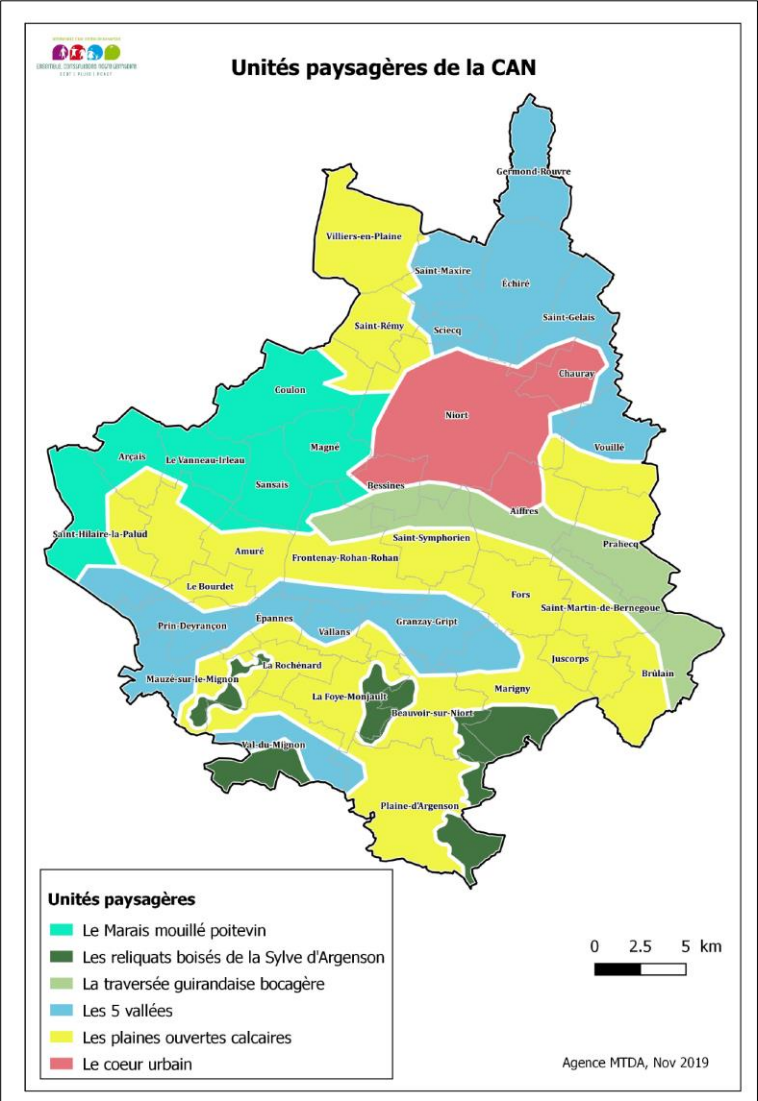 Unités paysagères de la CAN
Germond-Rouvre
Villiers-en-Plaine
Saint-Maxire
Échiré
Saint-Gelais
Saint-Rémy
Sciecq
Chauray
Coulon
Niort
Magné
Vouillé
Arçais
Le Vanneau-Irleau
Sansais
Bessines
Aiffres
Saint-Hilaire-la-Palud
Saint-Symphorien
Prahecq
Amuré
Frontenay-Rohan-Rohan
Le Bourdet
Fors
Saint-Martin-de-Bernegoue
Prin-Deyrançon
Épannes
Vallans
Granzay-Gript
Juscorps
La Rochénard
Brûlain
Mauzé-sur-le-Mignon
La Foye-Monjault
Marigny
Beauvoir-sur-Niort
Val-du-Mignon
Plaine-d'Argenson
Unités paysagères
Le Marais mouillé poitevin
Les reliquats boisés de la Sylve d'Argenson
La traversée guirandaise bocagère
Les 5 vallées
Les plaines ouvertes calcaires
Le coeur urbain
0 2.5 5 km
Agence MTDA, Nov 2019